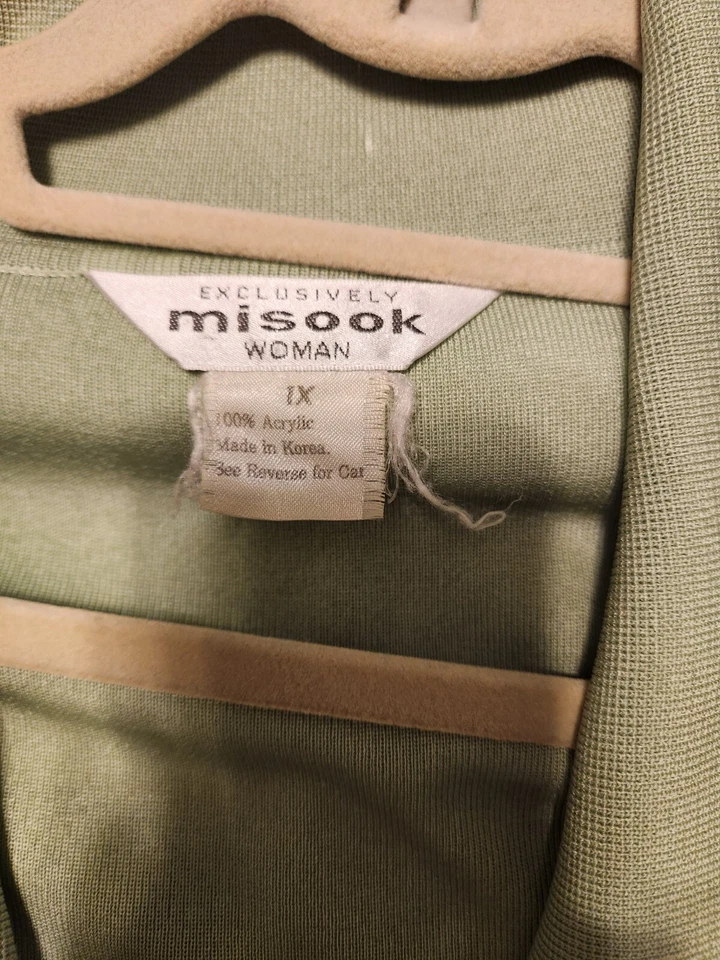 EXCLUSIVELY
misook
WOMAN
1X
100% Acrylic
Made in Korea.
See Reverse for Car